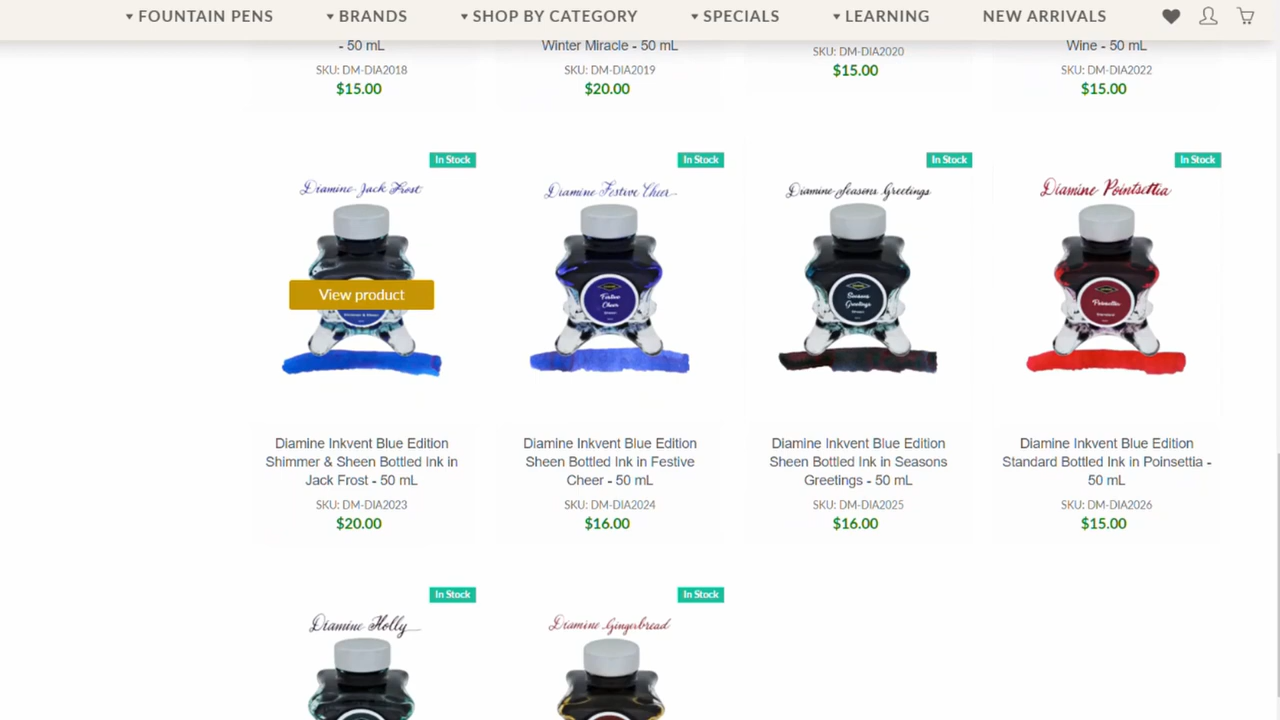 ▾ FOUNTAIN PENS ▾ BRANDS ▾ SHOP BY CATEGORY ▾ SPECIALS ▾ LEARNING NEW ARRIVALS
- 50 mL
SKU: DM-DIA2018
$15.00
Winter Miracle - 50 mL
SKU: DM-DIA2019
$20.00
SKU: DM-DIA2020
$15.00
Wine - 50 mL
SKU: DM-DIA2022
$15.00
In Stock
Diamine Jack Frost
View product
Shimmer & Sheen
Diamine Inkvent Blue Edition
Shimmer & Sheen Bottled Ink in
Jack Frost - 50 mL
SKU: DM-DIA2023
$20.00
In Stock
Diamine Festive Cheer
Festive
Cheer
Sheen
Diamine Inkvent Blue Edition
Sheen Bottled Ink in Festive
Cheer - 50 mL
SKU: DM-DIA2024
$16.00
In Stock
Diamine Seasons Greetings
Seasons
Greetings
Sheen
Diamine Inkvent Blue Edition
Sheen Bottled Ink in Seasons
Greetings - 50 mL
SKU: DM-DIA2025
$16.00
In Stock
Diamine Pointsettia
Poinsettia
Standard
Diamine Inkvent Blue Edition
Standard Bottled Ink in Poinsettia -
50 mL
SKU: DM-DIA2026
$15.00
In Stock
Diamine Holly
In Stock
Diamine Gingerbread